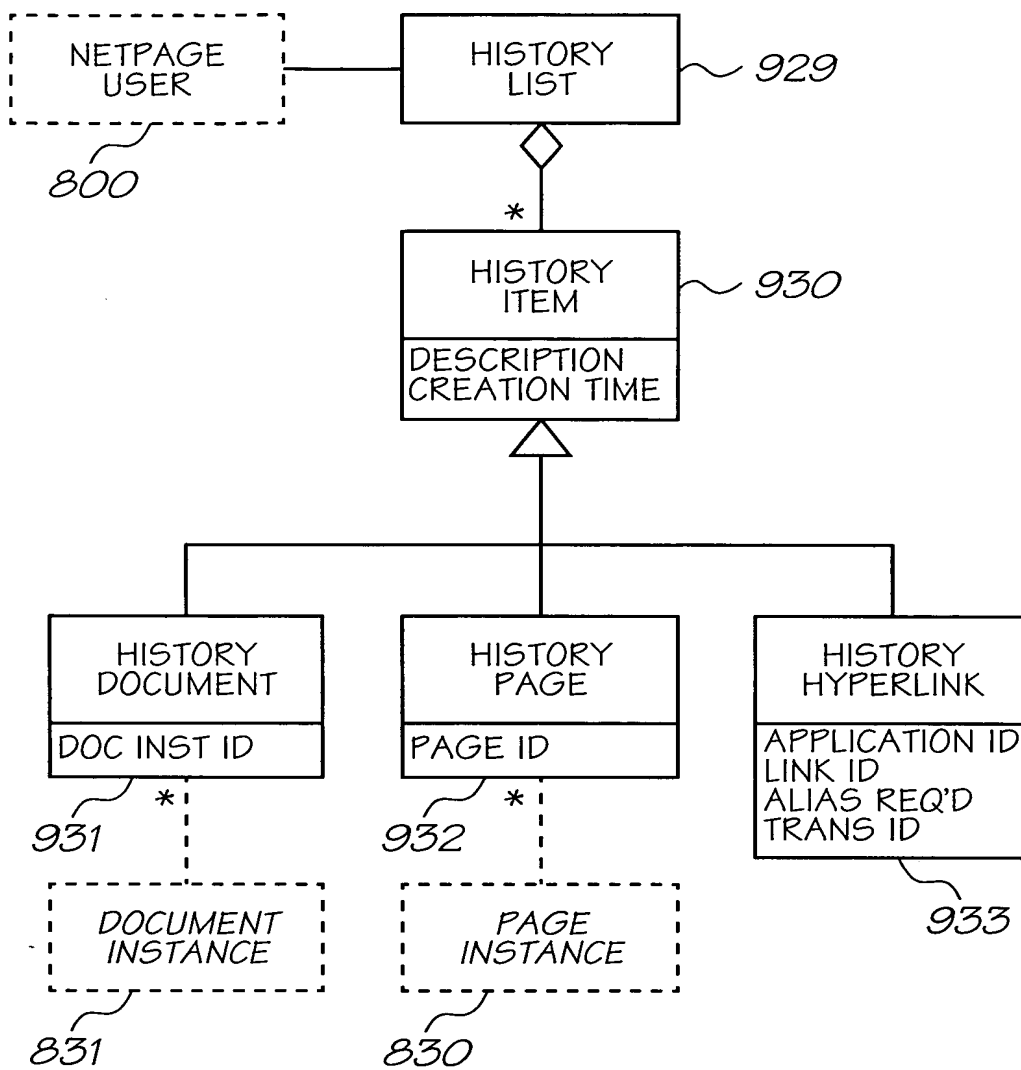 NETPAGE
USER
800
HISTORY
LIST
929
*
HISTORY
ITEM
930
DESCRIPTION
CREATION TIME
HISTORY
DOCUMENT
DOC INST ID
931
*
HISTORY
PAGE
PAGE ID
932
*
HISTORY
HYPERLINK
APPLICATION ID
LINK ID
ALIAS REQ'D
TRANS ID
933
DOCUMENT
INSTANCE
831
PAGE
INSTANCE
830